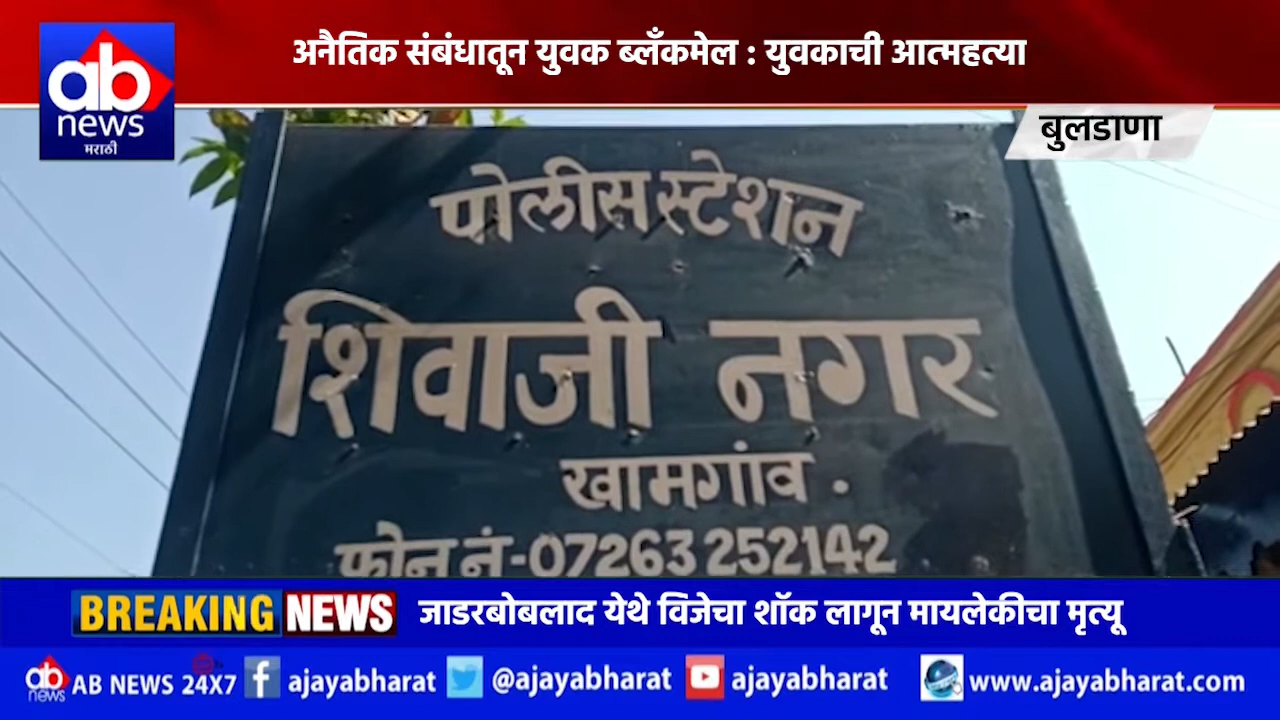 अनैतिक संबंधातून युवक ब्लॅंकमेल : युवकाची आत्महत्या
ab
news
मराठी
बुलडाणा
पोलीस स्टेशन
शिवाजी नगर
खामगांव .
फोन नं-07263 252142
BREAKING NEWS जाडरबोबलाद येथे विजेचा शॉक लागून मायलेकीचा मृत्यू
ab news AB NEWS 24X7 ajayabharat @ajayabharat ajayabharat www.ajayabharat.com